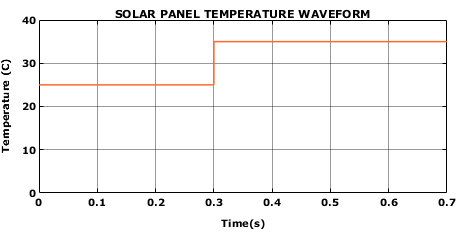 SOLAR PANEL TEMPERATURE WAVEFORM
40
30
20
10
0
Temperature (C)
0 0.1 0.2 0.3 0.4 0.5 0.6 0.7
Time(s)